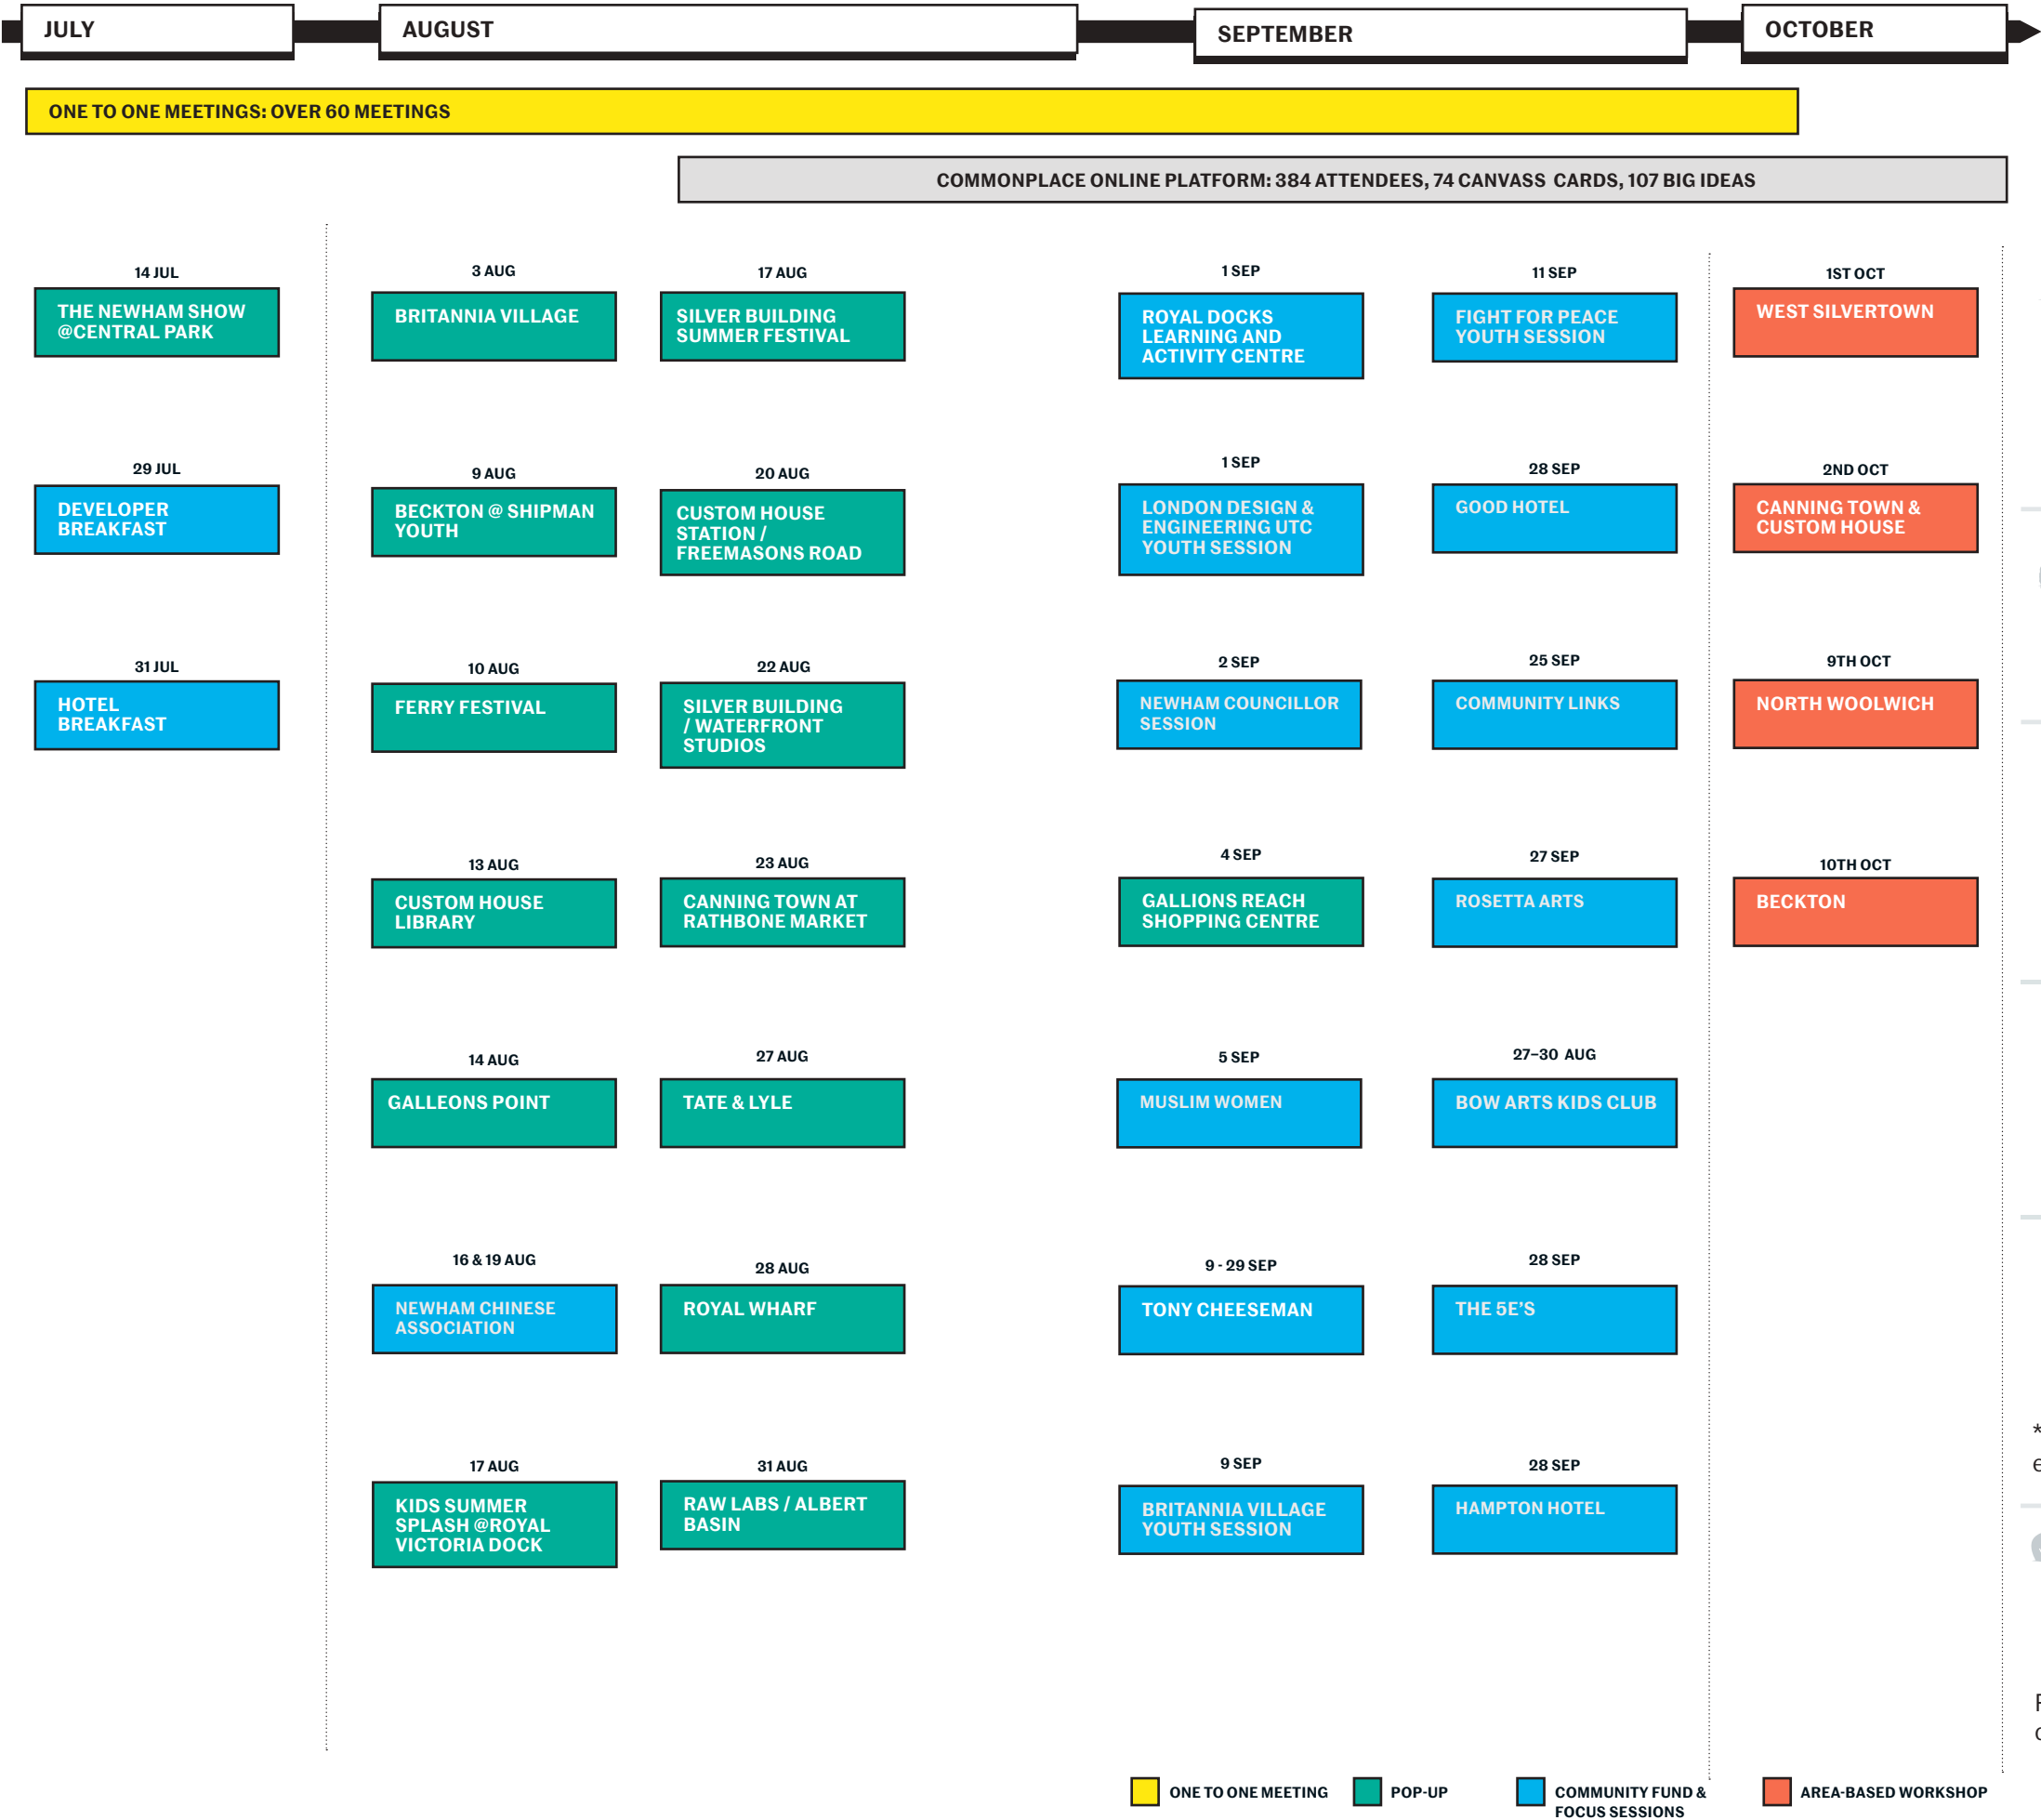 JULY
AUGUST
SEPTEMBER
OCTOBER
ONE TO ONE MEETINGS: OVER 60 MEETINGS
COMMONPLACE ONLINE PLATFORM: 384 ATTENDEES, 74 CANVASS CARDS, 107 BIG IDEAS
14 JUL
THE NEWHAM SHOW
@CENTRAL PARK
29 JUL
DEVELOPER
BREAKFAST
31 JUL
HOTEL
BREAKFAST
3 AUG
BRITANNIA VILLAGE
9 AUG
BECKTON @ SHIPMAN
YOUTH
10 AUG
FERRY FESTIVAL
13 AUG
CUSTOM HOUSE
LIBRARY
14 AUG
GALLEONS POINT
16 & 19 AUG
NEWHAM CHINESE
ASSOCIATION
17 AUG
KIDS SUMMER
SPLASH @ROYAL
VICTORIA DOCK
17 AUG
SILVER BUILDING
SUMMER FESTIVAL
20 AUG
CUSTOM HOUSE
STATION /
FREEMASONS ROAD
22 AUG
SILVER BUILDING
/ WATERFRONT
STUDIOS
23 AUG
CANNING TOWN AT
RATHBONE MARKET
27 AUG
TATE & LYLE
28 AUG
ROYAL WHARF
31 AUG
RAW LABS / ALBERT
BASIN
1 SEP
ROYAL DOCKS
LEARNING AND
ACTIVITY CENTRE
1 SEP
LONDON DESIGN &
ENGINEERING UTC
YOUTH SESSION
2 SEP
NEWHAM COUNCILLOR
SESSION
4 SEP
GALLIONS REACH
SHOPPING CENTRE
5 SEP
MUSLIM WOMEN
9 - 29 SEP
TONY CHEESEMAN
9 SEP
BRITANNIA VILLAGE
YOUTH SESSION
11 SEP
FIGHT FOR PEACE
YOUTH SESSION
28 SEP
GOOD HOTEL
25 SEP
COMMUNITY LINKS
27 SEP
ROSETTA ARTS
27–30 AUG
BOW ARTS KIDS CLUB
28 SEP
THE 5E'S
28 SEP
HAMPTON HOTEL
1ST OCT
WEST SILVERTOWN
2ND OCT
CANNING TOWN &
CUSTOM HOUSE
9TH OCT
NORTH WOOLWICH
10TH OCT
BECKTON
*
ONE TO ONE MEETING
POP-UP
COMMUNITY FUND &
FOCUS SESSIONS
AREA-BASED WORKSHOP